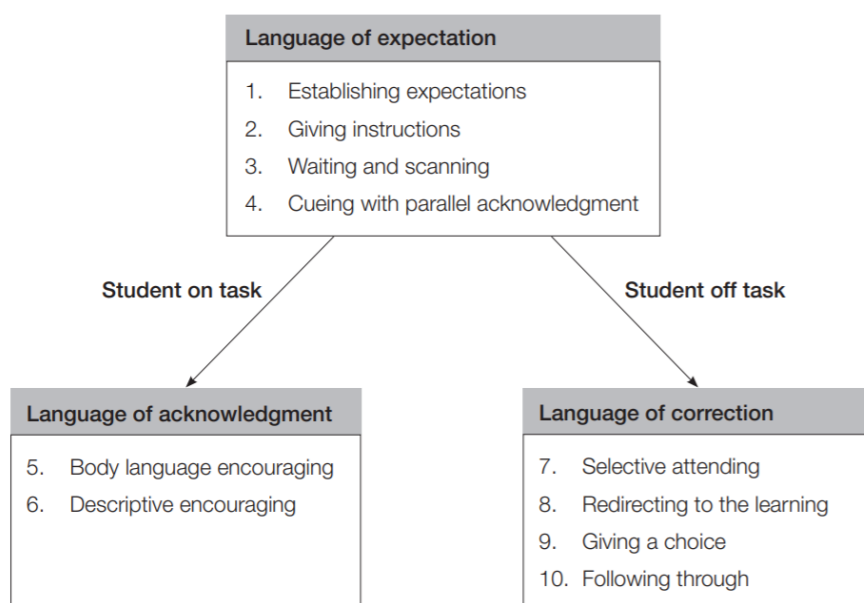 Language of expectation
1. Establishing expectations
2. Giving instructions
3. Waiting and scanning
4. Cueing with parallel acknowledgment
Student on task
Student off task
Language of acknowledgment
5. Body language encouraging
6. Descriptive encouraging
Language of correction
7. Selective attending
8. Redirecting to the learning
9. Giving a choice
10. Following through